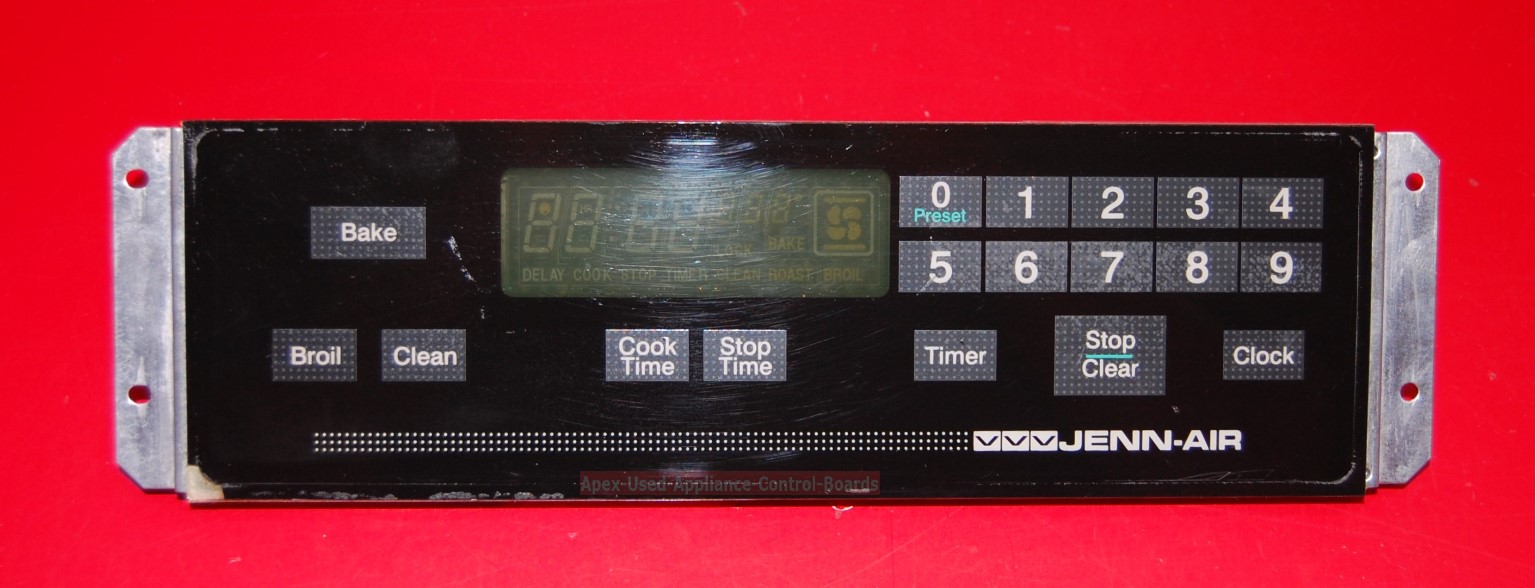 0 1 2 3 4
Preset
Bake
LOCK BAKE
5 6 7 8 9
DELAY COOK STOP TIMER CLEAN ROAST BROIL
Broil Clean Cook Time Stop Time Timer Stop Clear Clock
JENN-AIR
Apex-Used-Appliance-Control-Boards